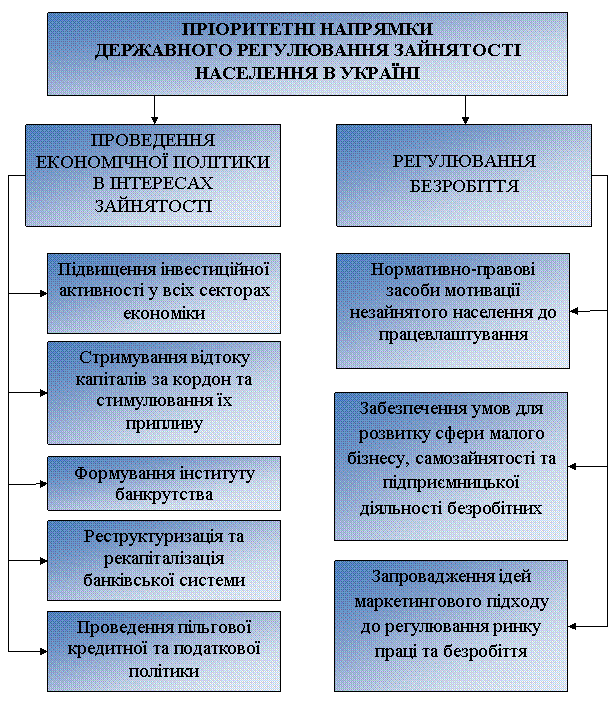 ПРІОРИТЕТНІ НАПРЯМКИ
ДЕРЖАВНОГО РЕГУЛЮВАННЯ ЗАЙНЯТОСТІ
НАСЕЛЕННЯ В УКРАЇНІ
ПРОВЕДЕННЯ
ЕКОНОМІЧНОЇ ПОЛІТИКИ
В ІНТЕРЕСАХ
ЗАЙНЯТОСТІ
Підвищення інвестиційної
активності у всіх секторах
економіки
Стримування відтоку
капіталів за кордон та
стимулювання їх
припливу
Формування інституту
банкрутства
Реструктуризація та
рекапіталізація
банківської системи
Проведення пільгової
кредитної та податкової
політики
РЕГУЛЮВАННЯ
БЕЗРОБІТТЯ
Нормативно-правові
засоби мотивації
незайнятого населення до
працевлаштування
Забезпечення умов для
розвитку сфери малого
бізнесу, самозайнятості та
підприємницької
діяльності безробітних
Запровадження ідей
маркетингового підходу
до регулювання ринку
праці та безробіття